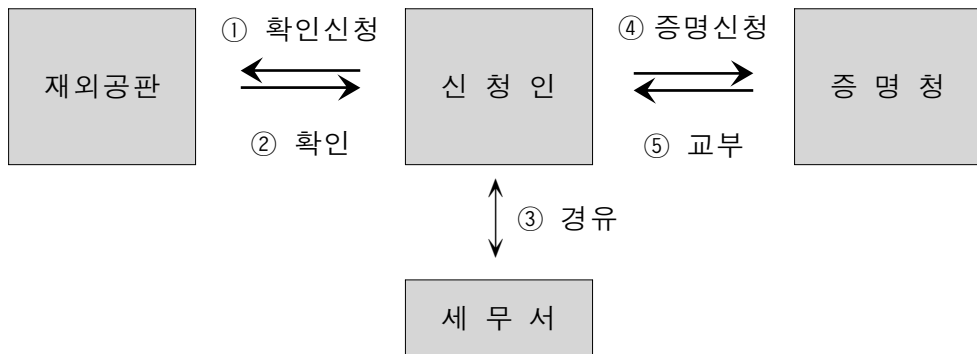 ① 확인신청
④ 증명신청
재외공판
신 청 인
증 명 청
② 확인
⑤ 교부
③ 경유
세 무 서